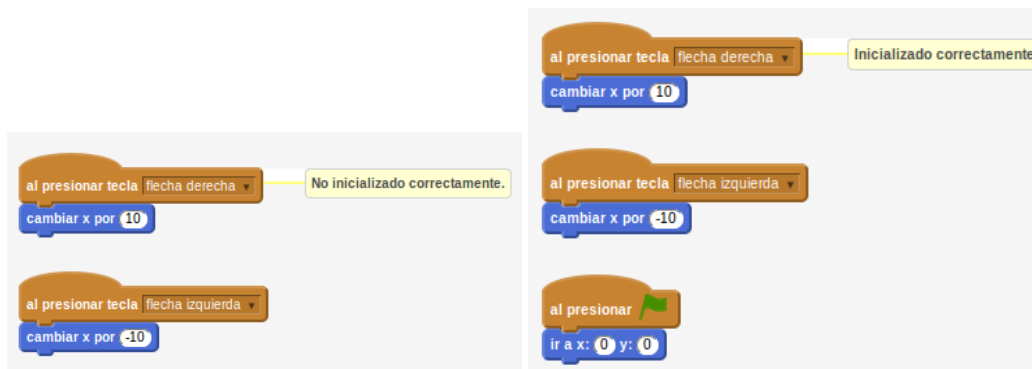 al presionar tecla flecha derecha
No inicializado correctamente.
cambiar x por 10
al presionar tecla flecha izquierda
cambiar x por -10
al presionar tecla flecha derecha
Inicializado correctamente
cambiar x por 10
al presionar tecla flecha izquierda
cambiar x por -10
al presionar
ir a x: 0 y: 0